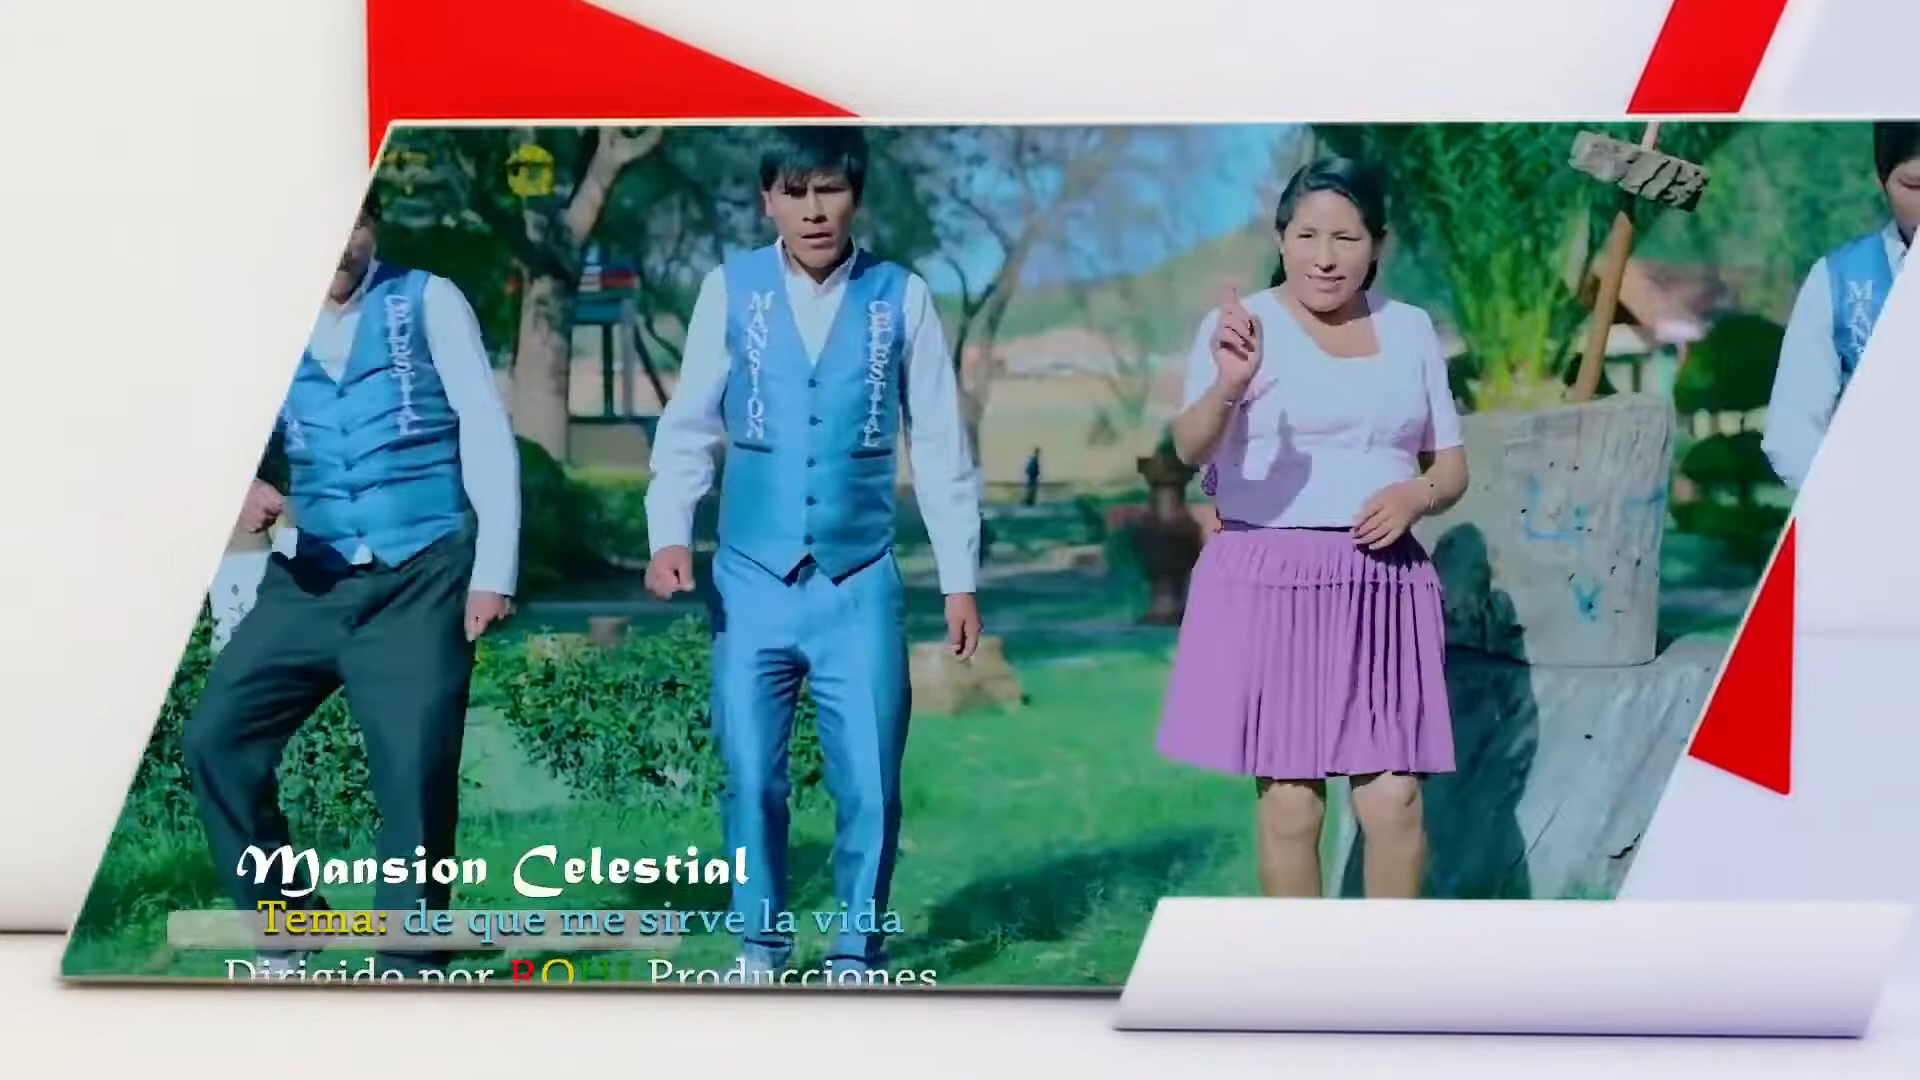 CELESTIAL
MANSION
CELESTIAL
Mansion Celestial
Tema: de que me sirve la vida
Dirigido por ROHI Producciones